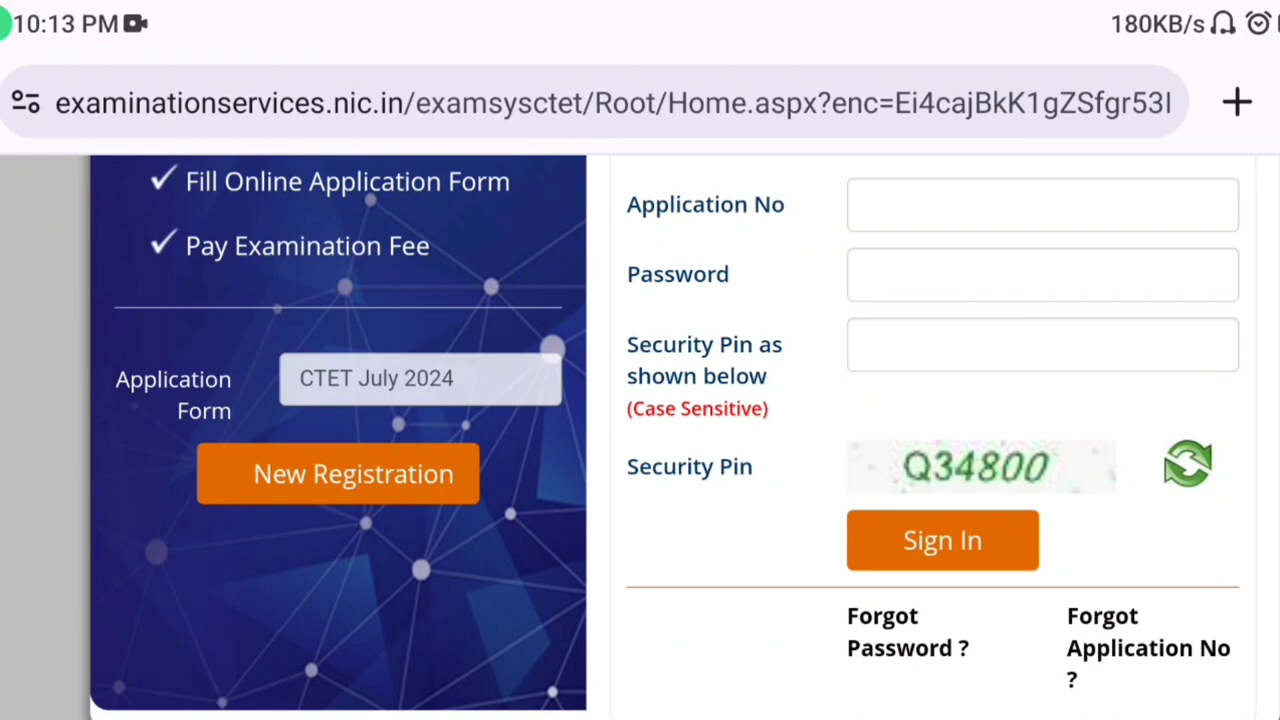 10:13 PM
180KB/s
examinationservices.nic.in/examsysctet/Root/Home.aspx?enc=Ei4cajBkK1gZSfgr53I
Fill Online Application Form
Pay Examination Fee
Application
Form
CTET July 2024
New Registration
Application No
Password
Security Pin as
shown below
(Case Sensitive)
Security Pin
Q34800
Sign In
Forgot
Password ?
Forgot
Application No
?